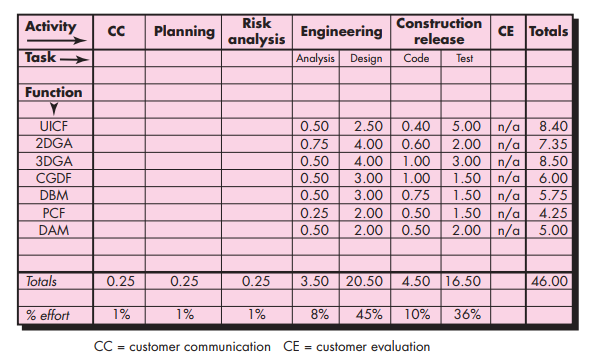 Activity CC Planning Risk analysis Engineering Construction release CE Totals
Task Analysis Design Code Test
Function
UICF 0.50 2.50 0.40 5.00 n/a 8.40
2DGA 0.75 4.00 0.60 2.00 n/a 7.35
3DGA 0.50 4.00 1.00 3.00 n/a 8.50
CGDF 0.50 3.00 1.00 1.50 n/a 6.00
DBM 0.50 3.00 0.75 1.50 n/a 5.75
PCF 0.25 2.00 0.50 1.50 n/a 4.25
DAM 0.50 2.00 0.50 2.00 n/a 5.00
Totals 0.25 0.25 0.25 3.50 20.50 4.50 16.50 46.00
% effort 1% 1% 1% 8% 45% 10% 36%
CC = customer communication CE = customer evaluation